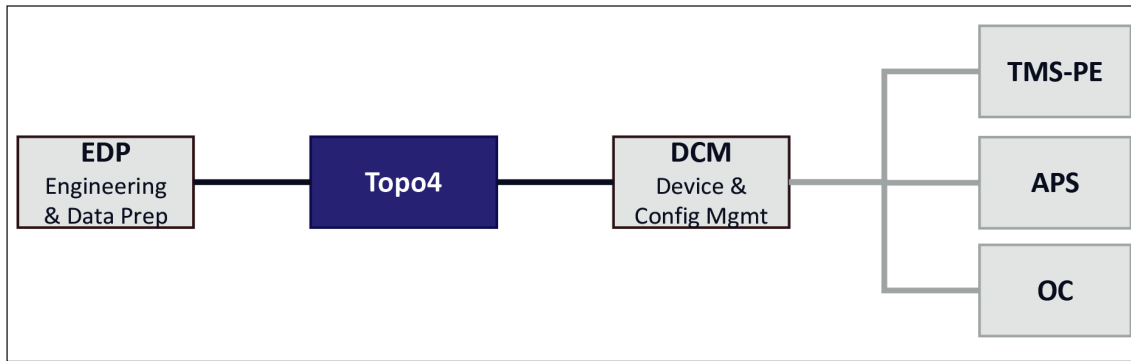 EDP
Engineering
& Data Prep
Topo4
DCM
Device &
Config Mgmt
TMS-PE
APS
OC